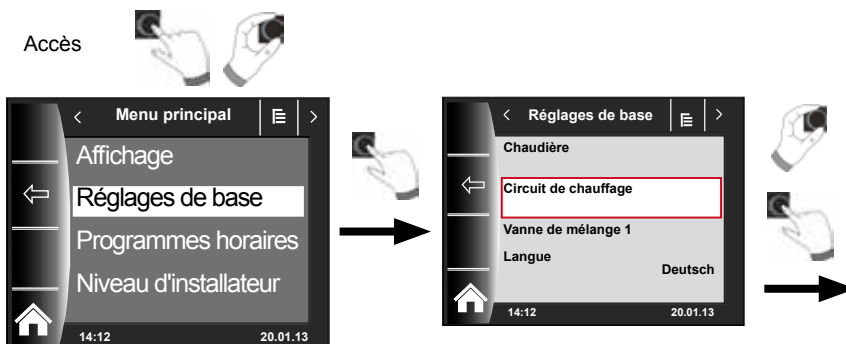 Accès
Menu principal
Affichage
Réglages de base
Programmes horaires
Niveau d'installateur
14:12 20.01.13
Réglages de base
Chaudière
Circuit de chauffage
Vanne de mélange 1
Langue
Deutsch
14:12 20.01.13